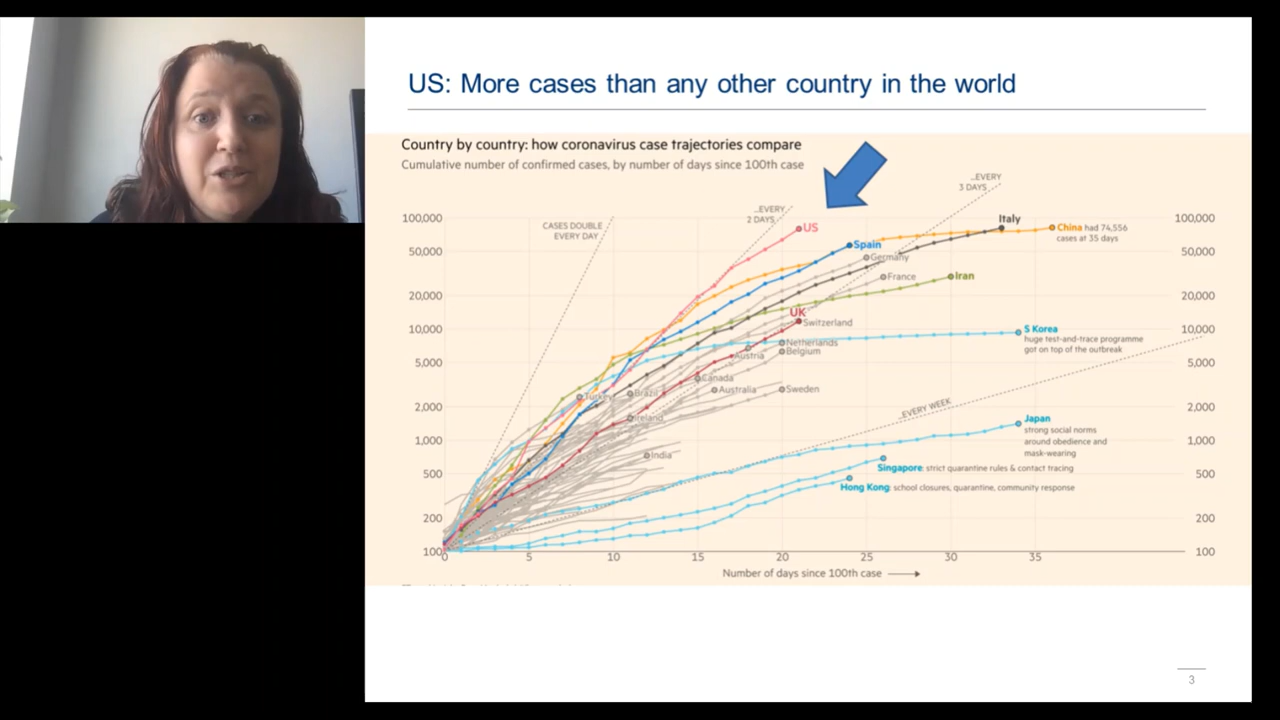 US: More cases than any other country in the world
Country by country: how coronavirus case trajectories compare
Cumulative number of confirmed cases, by number of days since 100th case
...EVERY
3 DAYS
...EVERY
2 DAYS
CASES DOUBLE
EVERY DAY
100,000
50,000
20,000
10,000
5,000
2,000
1,000
500
200
100
US
Spain
Germany
France
Italy
China had 74,556
cases at 35 days
Iran
UK
Switzerland
Netherlands
Belgium
Austria
Canada
Australia
Sweden
Turkey
Brazil
Ireland
India
S Korea
huge test-and-trace programme
got on top of the outbreak
...EVERY WEEK
Japan
strong social norms
around obedience and
mask-wearing
Singapore: strict quarantine rules & contact tracing
Hong Kong: school closures, quarantine, community response
100,000
50,000
20,000
10,000
5,000
2,000
1,000
500
200
100
0 5 10 15 20 25 30 35
Number of days since 100th case
3